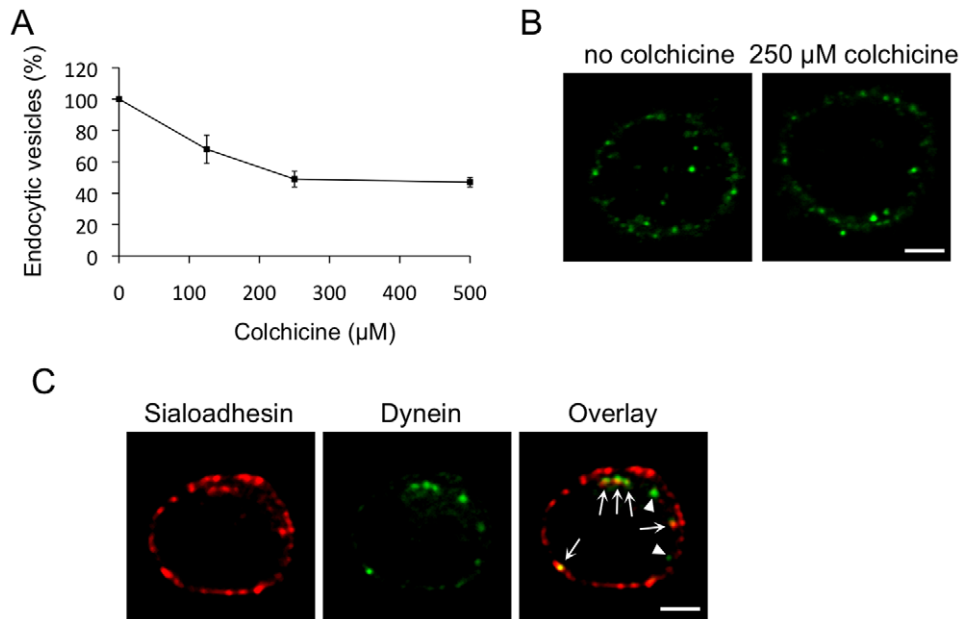 A
Endocytic vesicles (%)
120
100
80
60
40
20
0
0 100 200 300 400 500
Colchicine (µM)
B
no colchicine 250 µM colchicine
C
Sialoadhesin Dynein Overlay